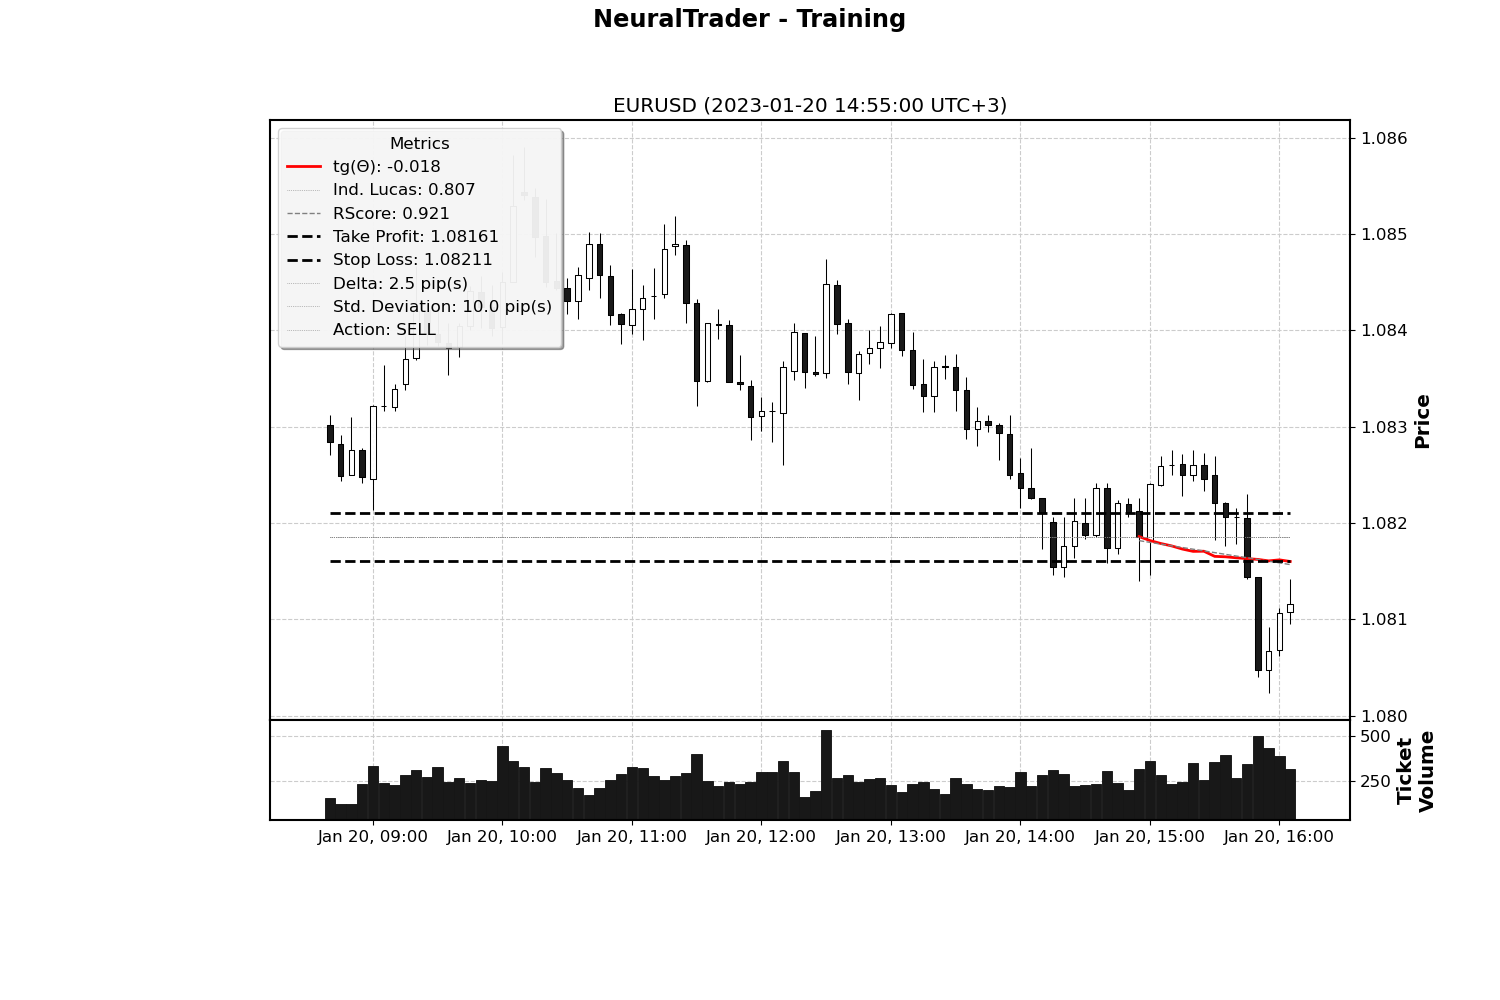 NeuralTrader - Training
EURUSD (2023-01-20 14:55:00 UTC+3)
Metrics
tg(Θ): -0.018
Ind. Lucas: 0.807
RScore: 0.921
Take Profit: 1.08161
Stop Loss: 1.08211
Delta: 2.5 pip(s)
Std. Deviation: 10.0 pip(s)
Action: SELL
1.086
1.085
1.084
1.083
1.082
1.081
1.080
Price
500
250
Ticket
Volume
Jan 20, 09:00
Jan 20, 10:00
Jan 20, 11:00
Jan 20, 12:00
Jan 20, 13:00
Jan 20, 14:00
Jan 20, 15:00
Jan 20, 16:00